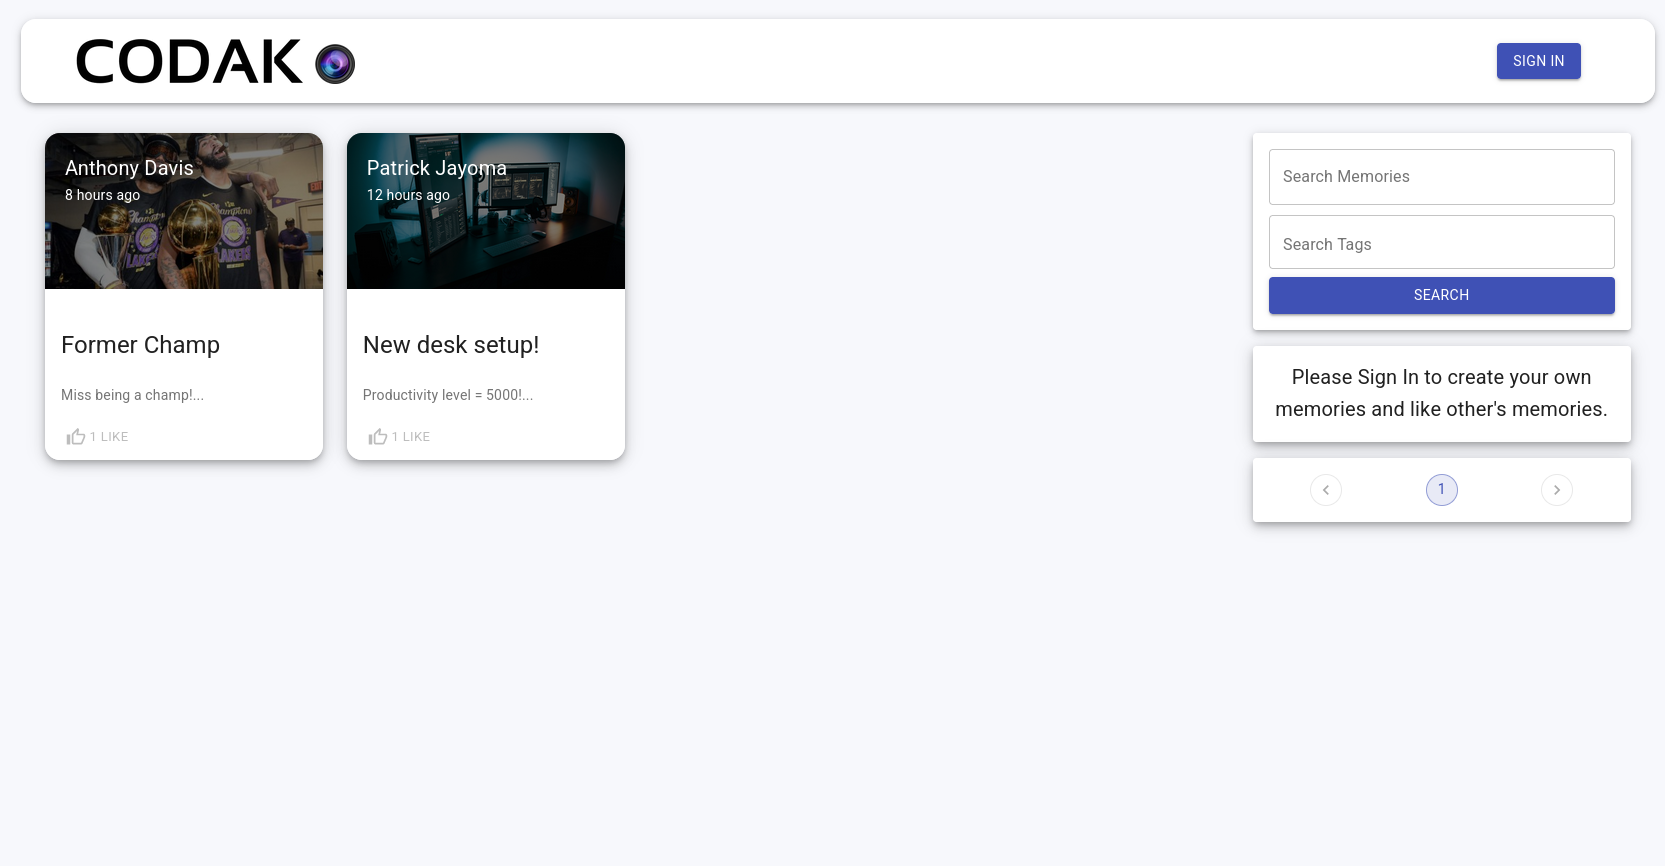 CODAK
SIGN IN
Anthony Davis
8 hours ago
Champions
LAKERS
Former Champ
Miss being a champ!...
1 LIKE
Patrick Jayoma
12 hours ago
New desk setup!
Productivity level = 5000!...
1 LIKE
Search Memories
Search Tags
SEARCH
Please Sign In to create your own
memories and like other's memories.
1